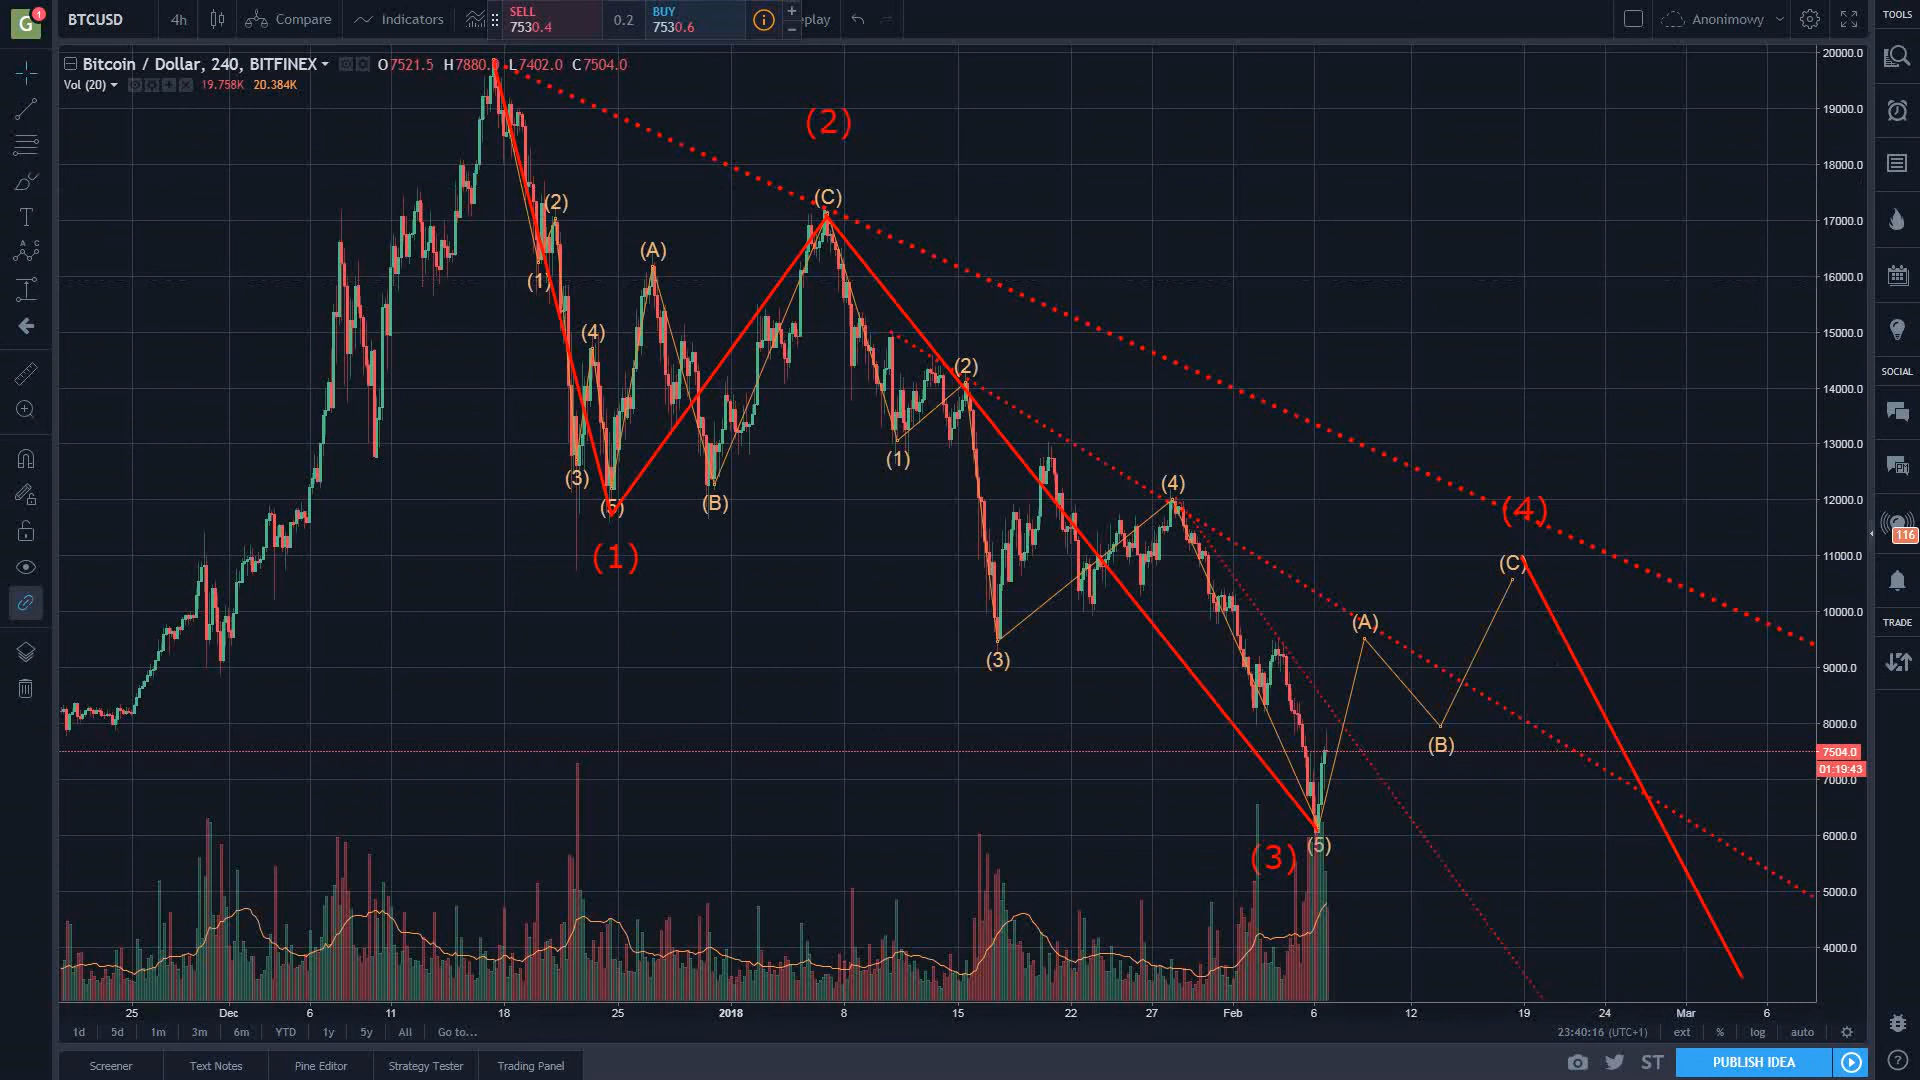 G 1
BTCUSD 4h Compare Indicators
SELL
7530.4
0.2
BUY
7530.6
play
Anonimowy
TOOLS
Bitcoin / Dollar, 240, BITFINEX O7521.5 H7880.0 L7402.0 C7504.0
Vol (20) 19.758K 20.384K
20000.0
19000.0
18000.0
17000.0
16000.0
15000.0
14000.0
13000.0
12000.0
11000.0
10000.0
9000.0
8000.0
7504.0
01:19:43
7000.0
6000.0
5000.0
4000.0
(2)
(C)
(2)
(A)
(1)
(4)
(2)
(1)
(3)
(5)
(B)
(4)
(4)
(1)
(C)
(A)
(3)
(B)
(5)
(3)
SOCIAL
116
TRADE
25 Dec 6 11 18 25 2018 8 15 22 27 Feb 6 12 19 24 Mar 6
1d 5d 1m 3m 6m YTD 1y 5y All Go to... 23:40:16 (UTC+1) ext % log auto
Screener Text Notes Pine Editor Strategy Tester Trading Panel ST PUBLISH IDEA